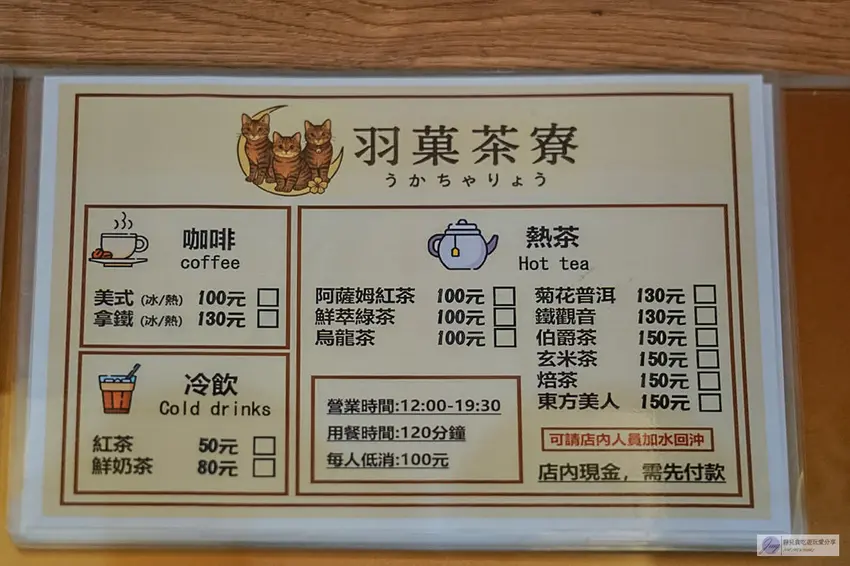 羽菓茶寮
うかちゃりょう
咖啡
coffee
美式 (冰/熱) 100元
拿鐵 (冰/熱) 130元
冷飲
Cold drinks
紅茶 50元
鮮奶茶 80元
熱茶
Hot tea
阿薩姆紅茶 100元
鮮萃綠茶 100元
烏龍茶 100元
菊花普洱 130元
鐵觀音 130元
伯爵茶 150元
玄米茶 150元
焙茶 150元
東方美人 150元
營業時間:12:00-19:30
用餐時間:120分鐘
每人低消:100元
可請店內人員加水回沖
店內現金，需先付款